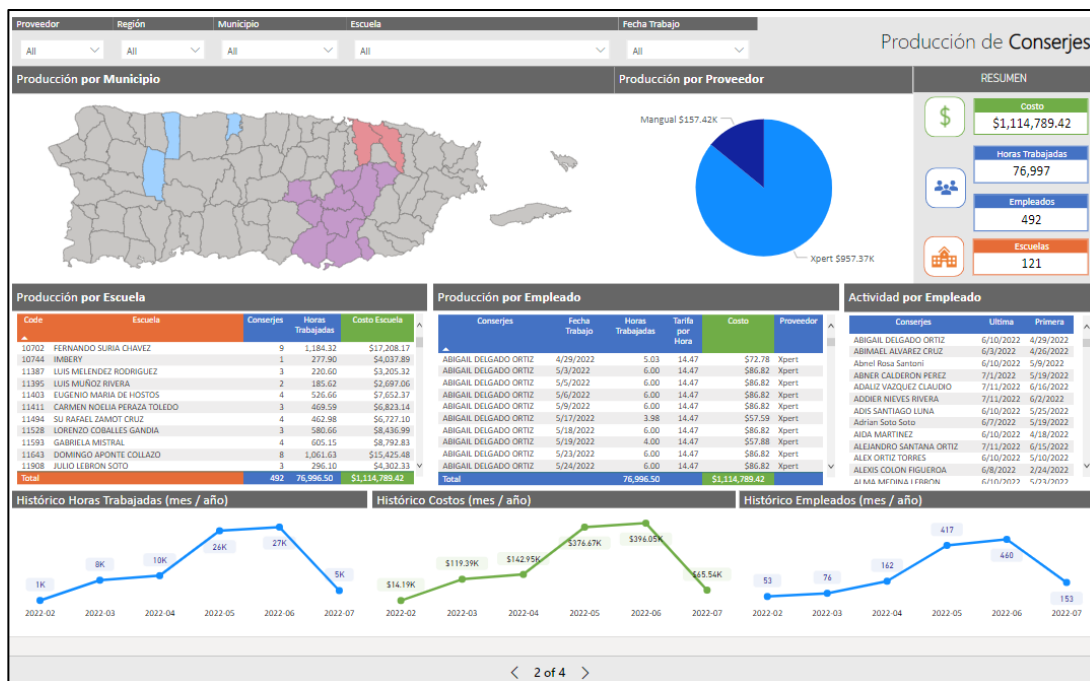 Proveedor Región Municipio Escuela Fecha Trabajo
All All All All All
Producción de Conserjes
Producción por Municipio
Producción por Proveedor
Mangual $157.42K
Xpert $957.37K
RESUMEN
$
Costo
$1,114,789.42
Horas Trabajadas
76,997
Empleados
492
Escuelas
121
Producción por Escuela
Code Escuela Conserjes Horas Trabajadas Costo Escuela
10702 FERNANDO SURIA CHAVEZ 9 1,184.32 $17,208.17
10744 IMBERY 1 277.90 $4,037.89
11387 LUIS MELENDEZ RODRIGUEZ 3 220.60 $3,205.32
11395 LUIS MUÑOZ RIVERA 2 185.62 $2,697.06
11403 EUGENIO MARIA DE HOSTOS 4 526.66 $7,652.37
11411 CARMEN NOELIA PERAZA TOLEDO 3 469.59 $6,823.14
11494 SU RAFAEL ZAMOT CRUZ 4 462.98 $6,727.10
11528 LORENZO COBALLES GANDIA 3 580.66 $8,436.99
11593 GABRIELA MISTRAL 4 605.15 $8,792.83
11643 DOMINGO APONTE COLLAZO 8 1,061.63 $15,425.48
11908 JULIO LEBRON SOTO 3 296.10 $4,302.33
Total 492 76,996.50 $1,114,789.42
Producción por Empleado
Conserjes Fecha Trabajo Horas Trabajadas Tarifa por Hora Costo Proveedor
ABIGAIL DELGADO ORTIZ 4/29/2022 5.03 14.47 $72.78 Xpert
ABIGAIL DELGADO ORTIZ 5/3/2022 6.00 14.47 $86.82 Xpert
ABIGAIL DELGADO ORTIZ 5/5/2022 6.00 14.47 $86.82 Xpert
ABIGAIL DELGADO ORTIZ 5/6/2022 6.00 14.47 $86.82 Xpert
ABIGAIL DELGADO ORTIZ 5/9/2022 6.00 14.47 $86.82 Xpert
ABIGAIL DELGADO ORTIZ 5/17/2022 3.98 14.47 $57.59 Xpert
ABIGAIL DELGADO ORTIZ 5/18/2022 6.00 14.47 $86.82 Xpert
ABIGAIL DELGADO ORTIZ 5/19/2022 4.00 14.47 $57.88 Xpert
ABIGAIL DELGADO ORTIZ 5/23/2022 6.00 14.47 $86.82 Xpert
ABIGAIL DELGADO ORTIZ 5/24/2022 6.00 14.47 $86.82 Xpert
Total 76,996.50 $1,114,789.42
Actividad por Empleado
Conserjes Ultima Primera
ABIGAIL DELGADO ORTIZ 6/10/2022 4/29/2022
ABIMAEL ALVAREZ CRUZ 6/3/2022 4/26/2022
Abnel Rosa Santoni 6/10/2022 5/9/2022
ABNER CALDERON PEREZ 7/1/2022 5/19/2022
ADALIZ VAZQUEZ CLAUDIO 7/11/2022 6/16/2022
ADDIER NIEVES RIVERA 7/11/2022 6/2/2022
ADIS SANTIAGO LUNA 6/10/2022 5/25/2022
Adrian Soto Soto 6/7/2022 5/19/2022
AIDA MARTINEZ 6/10/2022 4/18/2022
ALEJANDRO SANTANA ORTIZ 7/11/2022 6/15/2022
ALEX ORTIZ TORRES 6/10/2022 5/10/2022
ALEXIS COLON FIGUEROA 6/8/2022 2/24/2022
ALMA MEDINA LEBRON 6/10/2022 5/23/2022
Histórico Horas Trabajadas (mes / año)
1K 8K 10K 26K 27K 5K
2022-02 2022-03 2022-04 2022-05 2022-06 2022-07
Histórico Costos (mes / año)
$14.19K $119.39K $142.95K $376.67K $396.05K $65.54K
2022-02 2022-03 2022-04 2022-05 2022-06 2022-07
Histórico Empleados (mes / año)
53 76 162 417 460 153
2022-02 2022-03 2022-04 2022-05 2022-06 2022-07
2 of 4